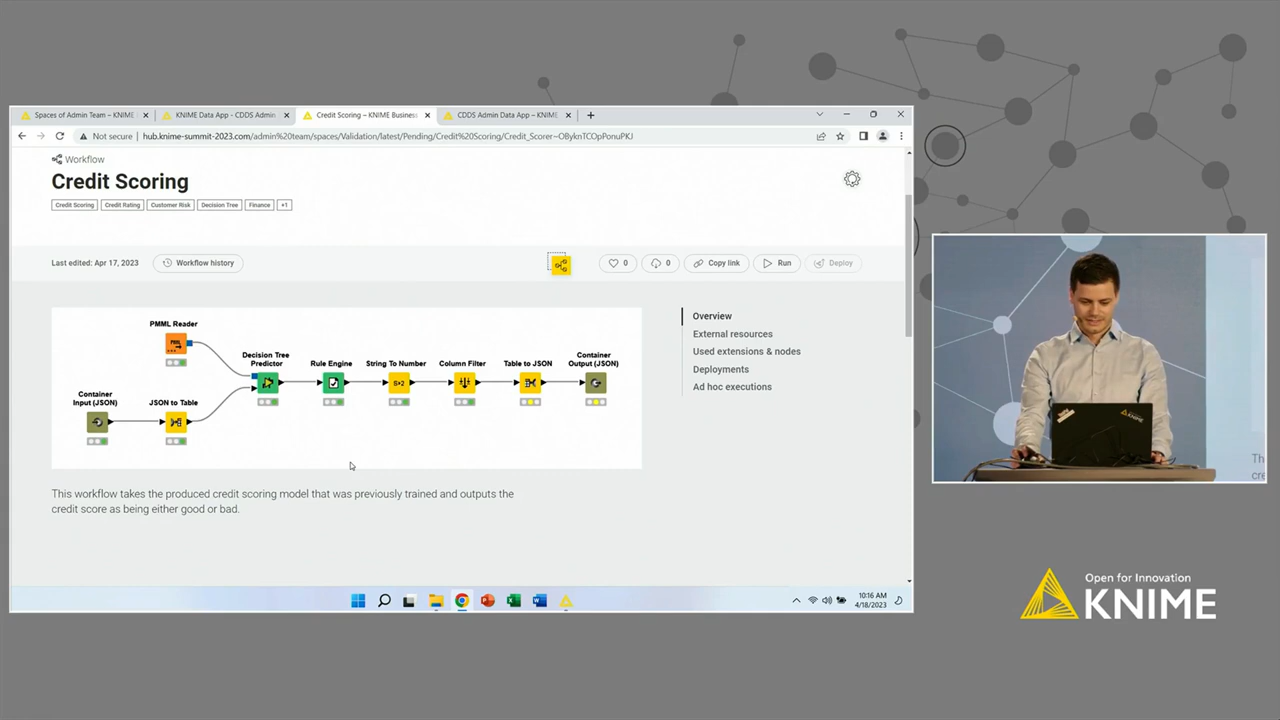 Spaces of Admin Team – KNIME
KNIME Data App - CDDS Admin
Credit Scoring – KNIME Business
CDDS Admin Data App – KNIME
Not secure
hub.knime-summit-2023.com/admin%20team/spaces/Validation/latest/Pending/Credit%20Scoring/Credit_Scorer~OByknTCOpPonuPKJ
Workflow
Credit Scoring
Credit Scoring
Credit Rating
Customer Risk
Decision Tree
Finance
+1
Last edited: Apr 17, 2023
Workflow history
0
0
Copy link
Run
Deploy
PMML Reader
Decision Tree
Predictor
Rule Engine
String To Number
Column Filter
Table to JSON
Container
Output (JSON)
Container
Input (JSON)
JSON to Table
Overview
External resources
Used extensions & nodes
Deployments
Ad hoc executions
This workflow takes the produced credit scoring model that was previously trained and outputs the
credit score as being either good or bad.
10:16 AM
4/18/2023
Open for Innovation
KNIME